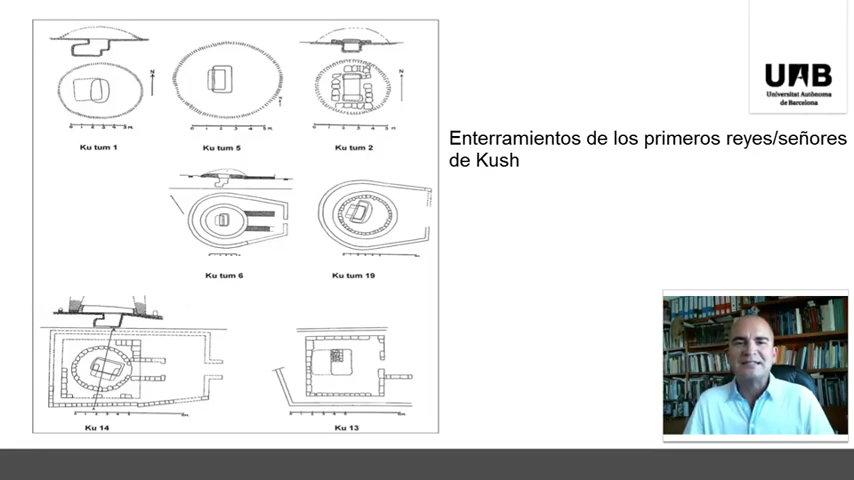 UAB
Universitat Autònoma
de Barcelona
Enterramientos de los primeros reyes/señores
de Kush
N
N
Ku tum 1
Ku tum 5
Ku tum 2
Ku tum 6
Ku tum 19
Ku 14
Ku 13